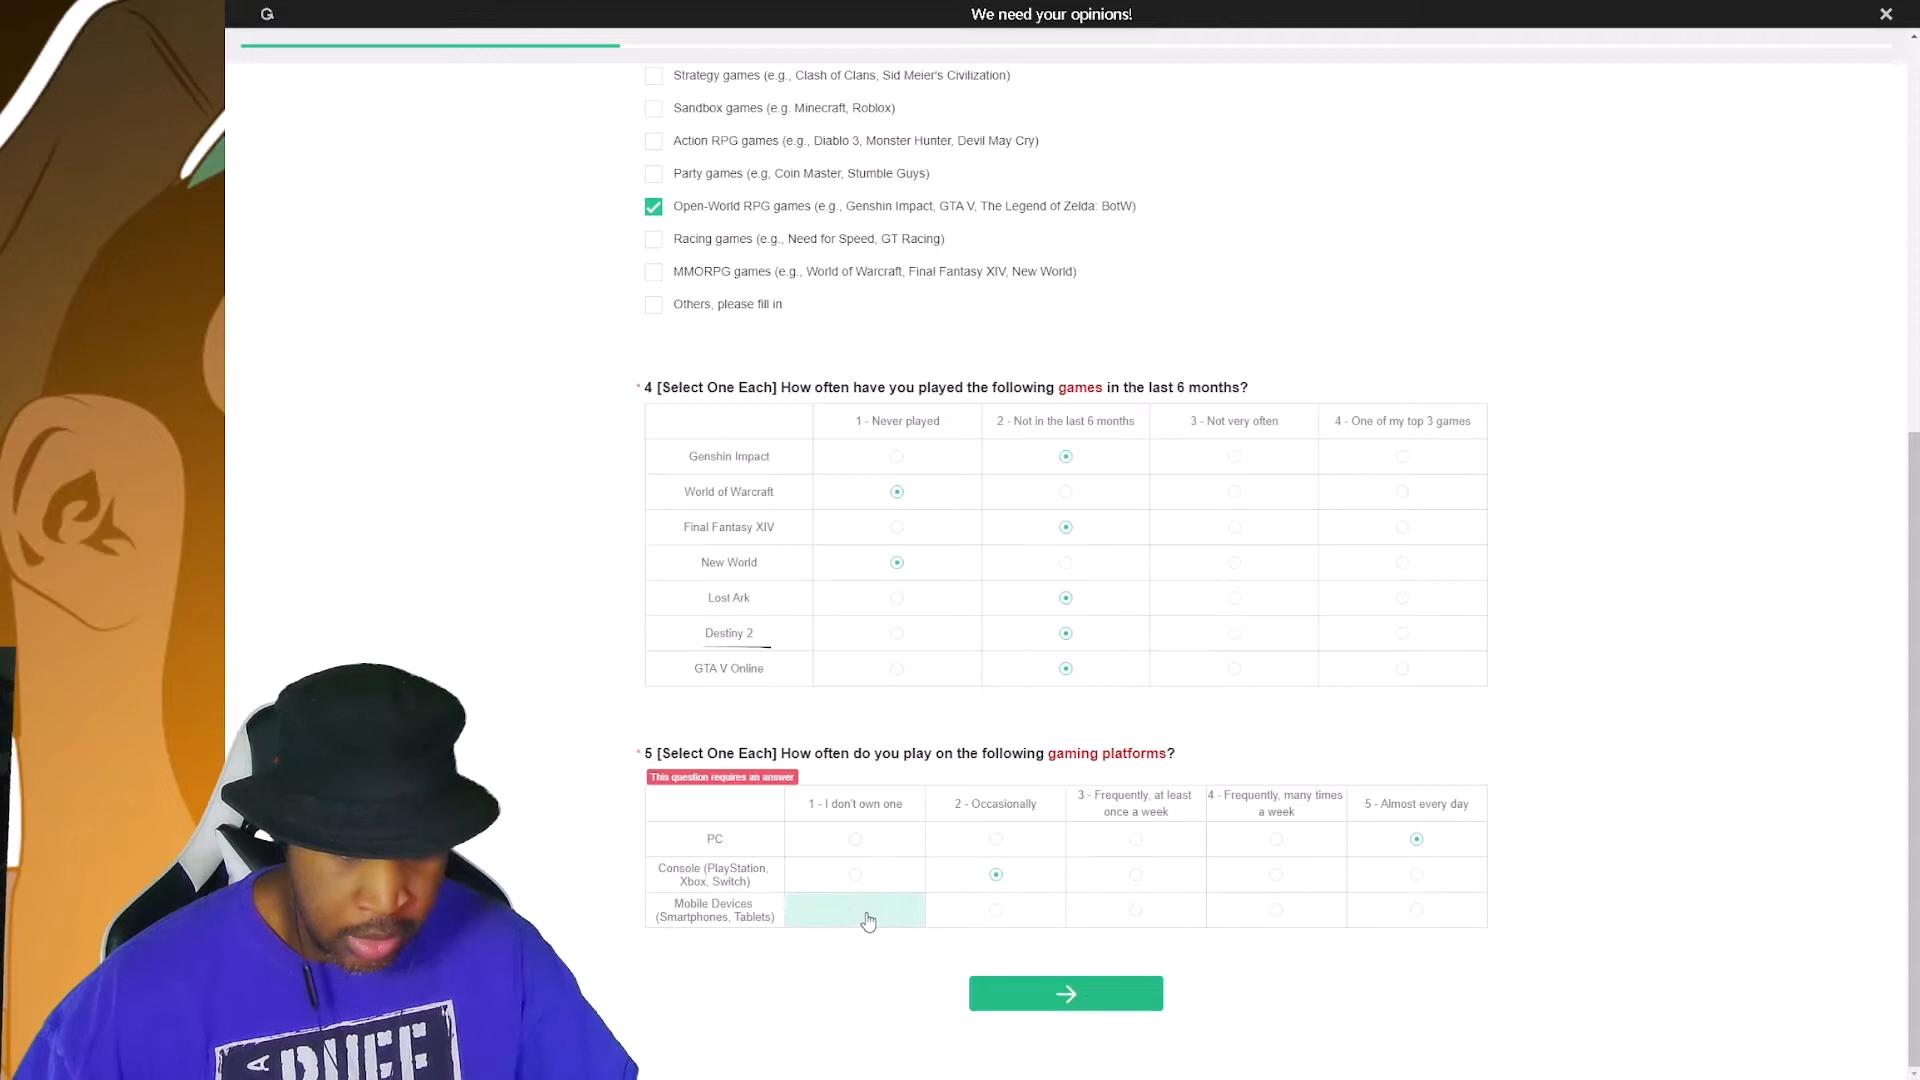 We need your opinions!
Strategy games (e.g., Clash of Clans, Sid Meier's Civilization)
Sandbox games (e.g. Minecraft, Roblox)
Action RPG games (e.g., Diablo 3, Monster Hunter, Devil May Cry)
Party games (e.g, Coin Master, Stumble Guys)
Open-World RPG games (e.g., Genshin Impact, GTA V, The Legend of Zelda: BotW)
Racing games (e.g., Need for Speed, GT Racing)
MMORPG games (e.g., World of Warcraft, Final Fantasy XIV, New World)
Others, please fill in
* 4 [Select One Each] How often have you played the following games in the last 6 months?
1 - Never played 2 - Not in the last 6 months 3 - Not very often 4 - One of my top 3 games
Genshin Impact
World of Warcraft
Final Fantasy XIV
New World
Lost Ark
Destiny 2
GTA V Online
* 5 [Select One Each] How often do you play on the following gaming platforms?
This question requires an answer
1 - I don't own one 2 - Occasionally 3 - Frequently, at least once a week 4 - Frequently, many times a week 5 - Almost every day
PC
Console (PlayStation,
Xbox, Switch)
Mobile Devices
(Smartphones, Tablets)
A RUFF